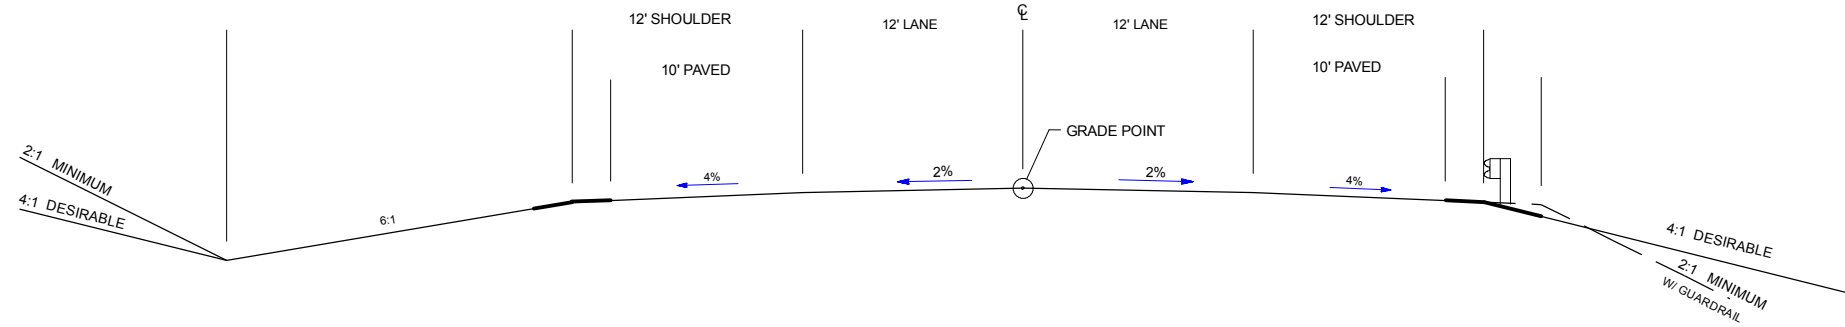 ℄
12' SHOULDER
12' LANE
12' LANE
12' SHOULDER
10' PAVED
10' PAVED
GRADE POINT
2:1 MINIMUM
4:1 DESIRABLE
6:1
4%
2%
2%
4%
4:1 DESIRABLE
2:1 MINIMUM
W/ GUARDRAIL